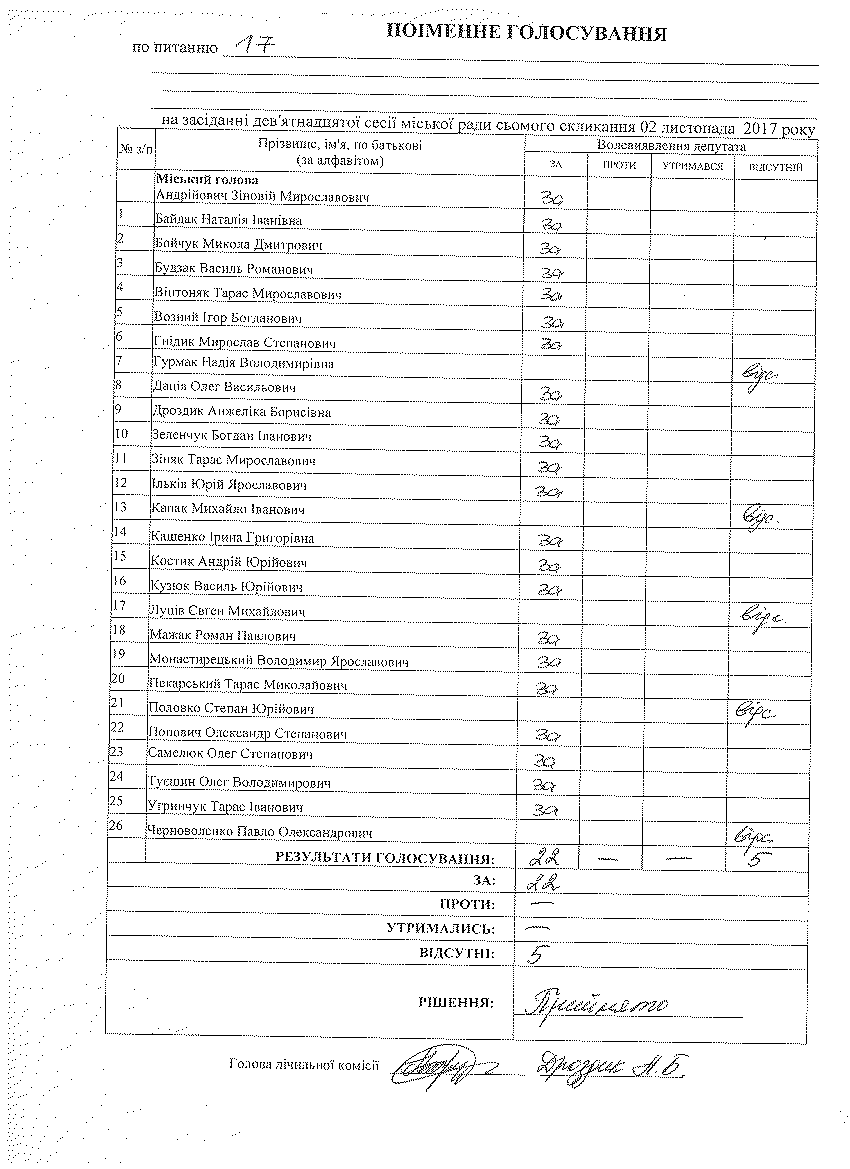 ПОІМЕННЕ ГОЛОСУВАННЯ
по питанню 17
на засіданні дев'ятнадцятої сесії міської ради сьомого скликання 02 листопада 2017 року
№ з/п Прізвище, ім'я, по батькові (за алфавітом) Волевиявлення депутата
ЗА ПРОТИ УТРИМАВСЯ ВІДСУТНІЙ
Міський голова
Андрійович Зіновій Мирославович За
1 Байдак Наталія Іванівна За
2 Бойчук Микола Дмитрович За
3 Будзак Василь Романович За
4 Віштоняк Тарас Мирославович За
5 Возний Ігор Богданович За
6 Гнідик Мирослав Степанович За
7 Гурмак Надія Володимирівна відс.
8 Даців Олег Васильович За
9 Дроздик Анжеліка Борисівна За
10 Зеленчук Богдан Іванович За
11 Зіняк Тарас Мирославович За
12 Ільків Юрій Ярославович За
13 Капак Михайло Іванович відс.
14 Кащенко Ірина Григорівна За
15 Костик Андрій Юрійович За
16 Кузюк Василь Юрійович За
17 Луців Євген Михайлович відс.
18 Мажак Роман Павлович За
19 Монастирецький Володимир Ярославович За
20 Пекарський Тарас Миколайович За
21 Половко Степан Юрійович відс
22 Попович Олександр Степанович За
23 Самелюк Олег Степанович За
24 Туєшин Олег Володимирович За
25 Угринчук Тарас Іванович За
26 Черноволенко Павло Олександрович відс
РЕЗУЛЬТАТИ ГОЛОСУВАННЯ: 22 — — 5
ЗА: 22
ПРОТИ: —
УТРИМАЛИСЬ: —
ВІДСУТНІ: 5
РІШЕННЯ: Прийнято
Голова лічильної комісії Дроздик А.Б.